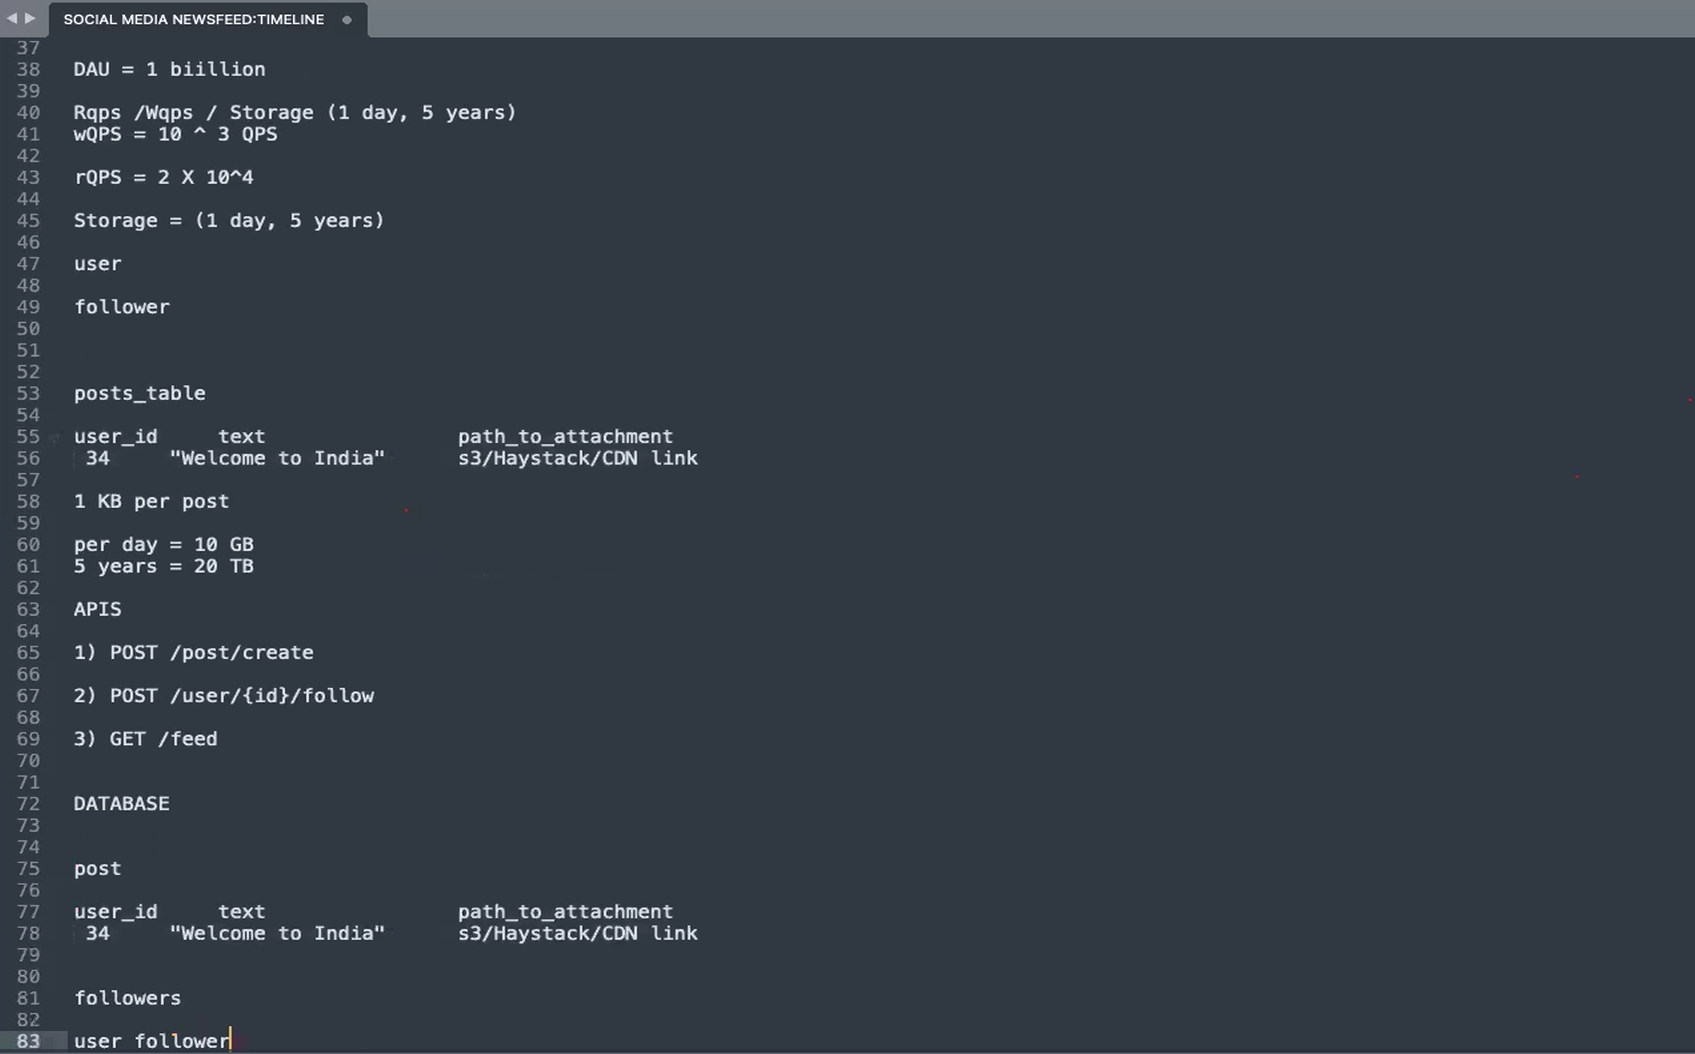 SOCIAL MEDIA NEWSFEED:TIMELINE
37
38 DAU = 1 biillion
39
40 Rqps /Wqps / Storage (1 day, 5 years)
41 wQPS = 10 ^ 3 QPS
42
43 rQPS = 2 X 10^4
44
45 Storage = (1 day, 5 years)
46
47 user
48
49 follower
50
51
52
53 posts_table
54
55 user_id text path_to_attachment
56 34 "Welcome to India" s3/Haystack/CDN link
57
58 1 KB per post
59
60 per day = 10 GB
61 5 years = 20 TB
62
63 APIS
64
65 1) POST /post/create
66
67 2) POST /user/{id}/follow
68
69 3) GET /feed
70
71
72 DATABASE
73
74
75 post
76
77 user_id text path_to_attachment
78 34 "Welcome to India" s3/Haystack/CDN link
79
80
81 followers
82
83 user follower